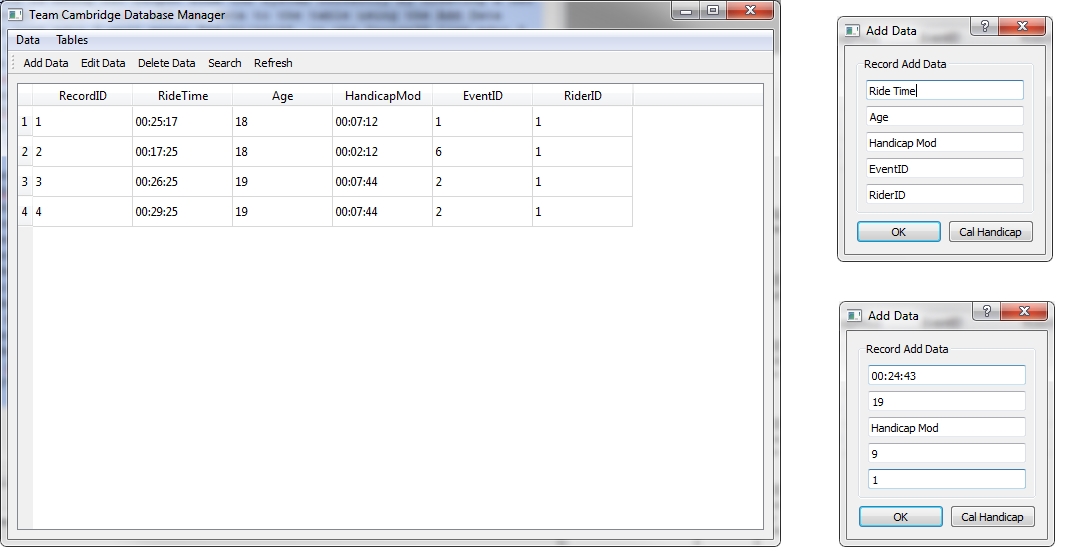 Team Cambridge Database Manager
Data Tables
Add Data Edit Data Delete Data Search Refresh
RecordID RideTime Age HandicapMod EventID RiderID
1 1 00:25:17 18 00:07:12 1 1
2 2 00:17:25 18 00:02:12 6 1
3 3 00:26:25 19 00:07:44 2 1
4 4 00:29:25 19 00:07:44 2 1
Add Data
Record Add Data
Ride Time
Age
Handicap Mod
EventID
RiderID
OK Cal Handicap
Add Data
Record Add Data
00:24:43
19
Handicap Mod
9
1
OK Cal Handicap